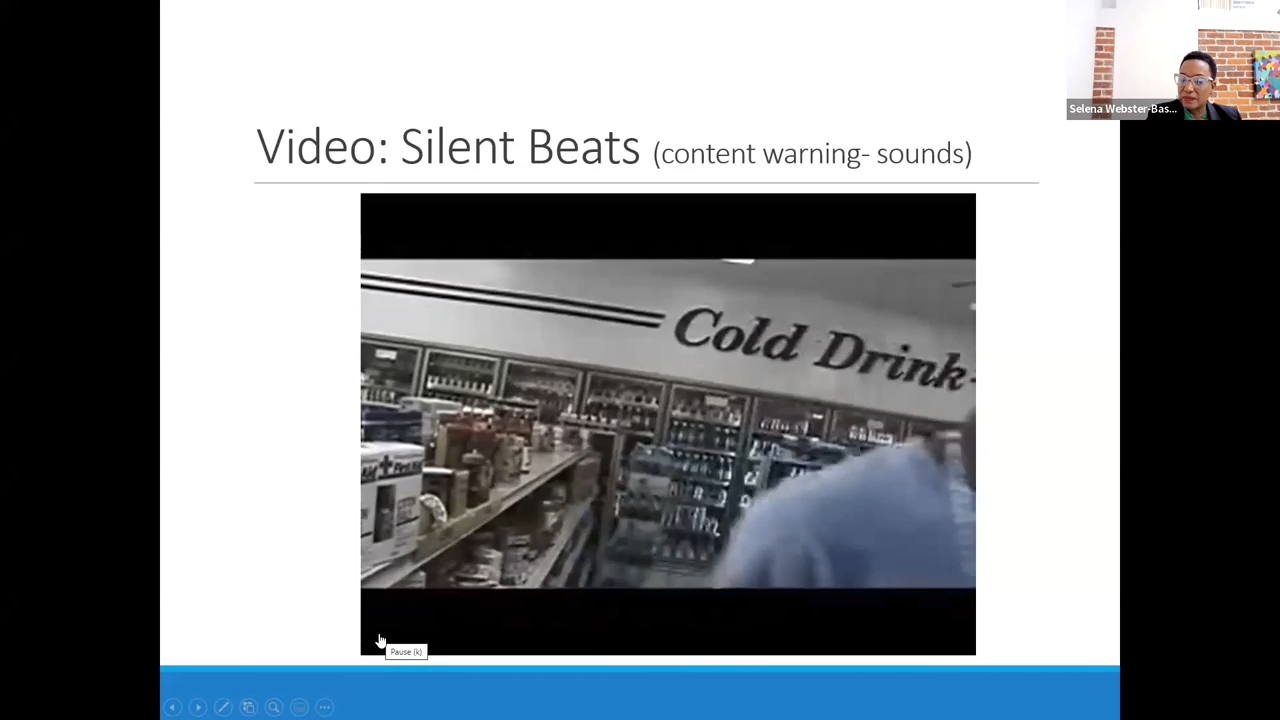 Selena Webster-Bas...
Video: Silent Beats (content warning- sounds)
Cold Drink
Pause (k)